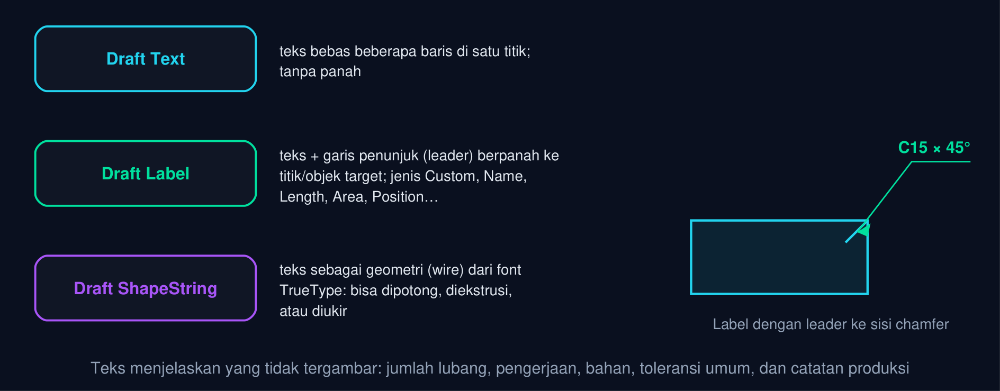 Draft Text
teks bebas beberapa baris di satu titik;
tanpa panah
Draft Label
teks + garis penunjuk (leader) berpanah ke
titik/objek target; jenis Custom, Name,
Length, Area, Position…
C15 × 45°
Draft ShapeString
teks sebagai geometri (wire) dari font
TrueType: bisa dipotong, diekstrusi,
atau diukir
Label dengan leader ke sisi chamfer
Teks menjelaskan yang tidak tergambar: jumlah lubang, pengerjaan, bahan, toleransi umum, dan catatan produksi